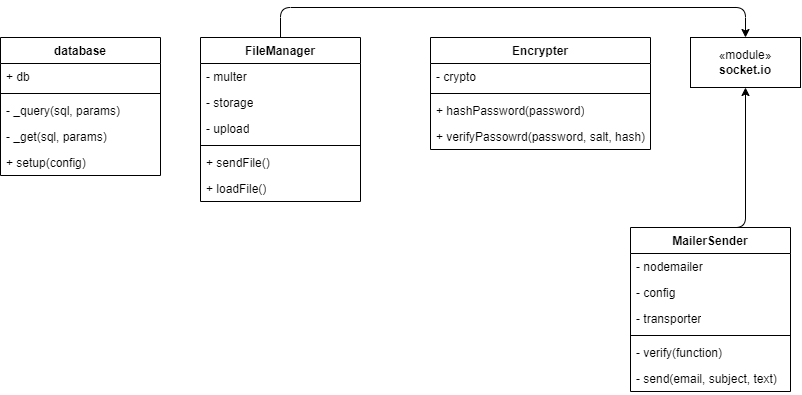 database
+ db
- _query(sql, params)
- _get(sql, params)
+ setup(config)
FileManager
- multer
- storage
- upload
+ sendFile()
+ loadFile()
Encrypter
- crypto
+ hashPassword(password)
+ verifyPassowrd(password, salt, hash)
«module»
socket.io
MailerSender
- nodemailer
- config
- transporter
- verify(function)
- send(email, subject, text)